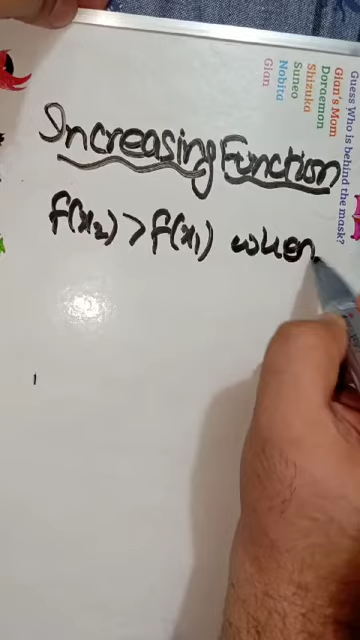 Increasing Function
f(x₂) > f(x₁) when
Guess Who is behind the mask?
Gian's Mom
Doraemon
Shizuka
Suneo
Nobita
Gian